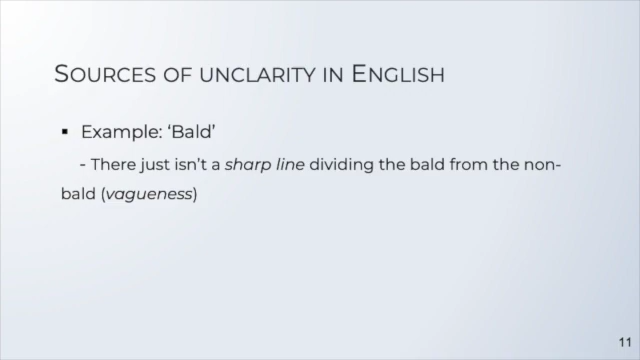 SOURCES OF UNCLARITY IN ENGLISH
▪ Example: ‘Bald’
- There just isn’t a sharp line dividing the bald from the non-
bald (vagueness)
11